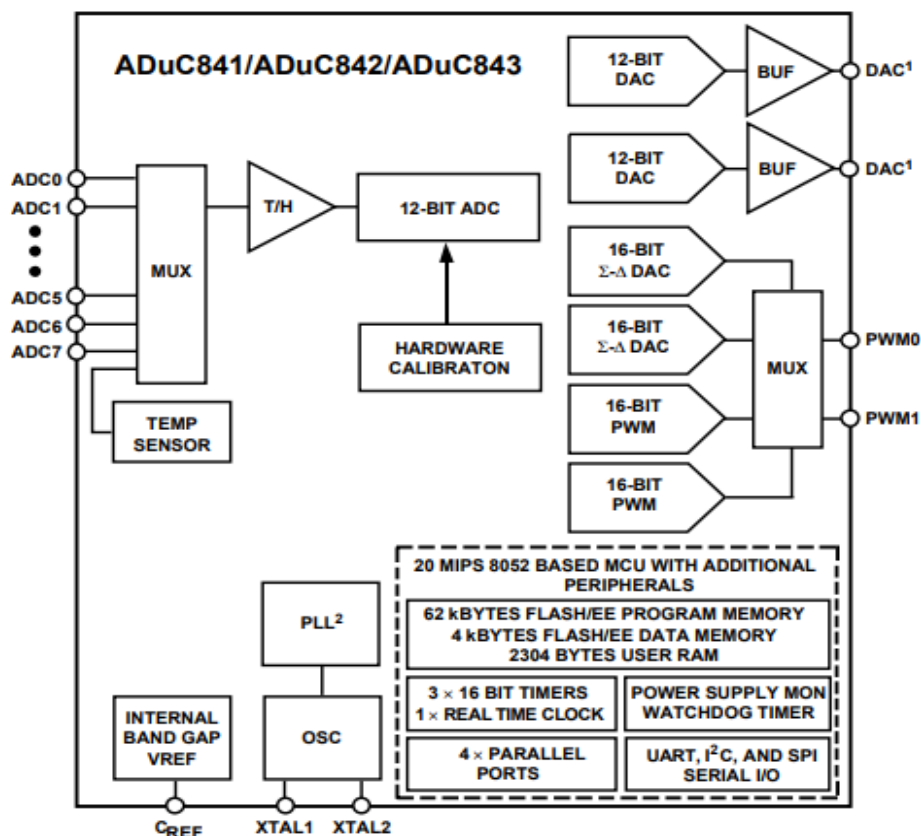 ADuC841/ADuC842/ADuC843
12-BIT
DAC
BUF
DAC¹
12-BIT
DAC
BUF
DAC¹
ADC0
ADC1
ADC5
ADC6
ADC7
MUX
T/H
12-BIT ADC
HARDWARE
CALIBRATON
TEMP
SENSOR
16-BIT
Σ-Δ DAC
16-BIT
Σ-Δ DAC
16-BIT
PWM
16-BIT
PWM
MUX
PWM0
PWM1
20 MIPS 8052 BASED MCU WITH ADDITIONAL
PERIPHERALS
62 kBYTES FLASH/EE PROGRAM MEMORY
4 kBYTES FLASH/EE DATA MEMORY
2304 BYTES USER RAM
3 × 16 BIT TIMERS
1 × REAL TIME CLOCK
POWER SUPPLY MON
WATCHDOG TIMER
4 × PARALLEL
PORTS
UART, I²C, AND SPI
SERIAL I/O
PLL²
INTERNAL
BAND GAP
VREF
OSC
CREF
XTAL1
XTAL2